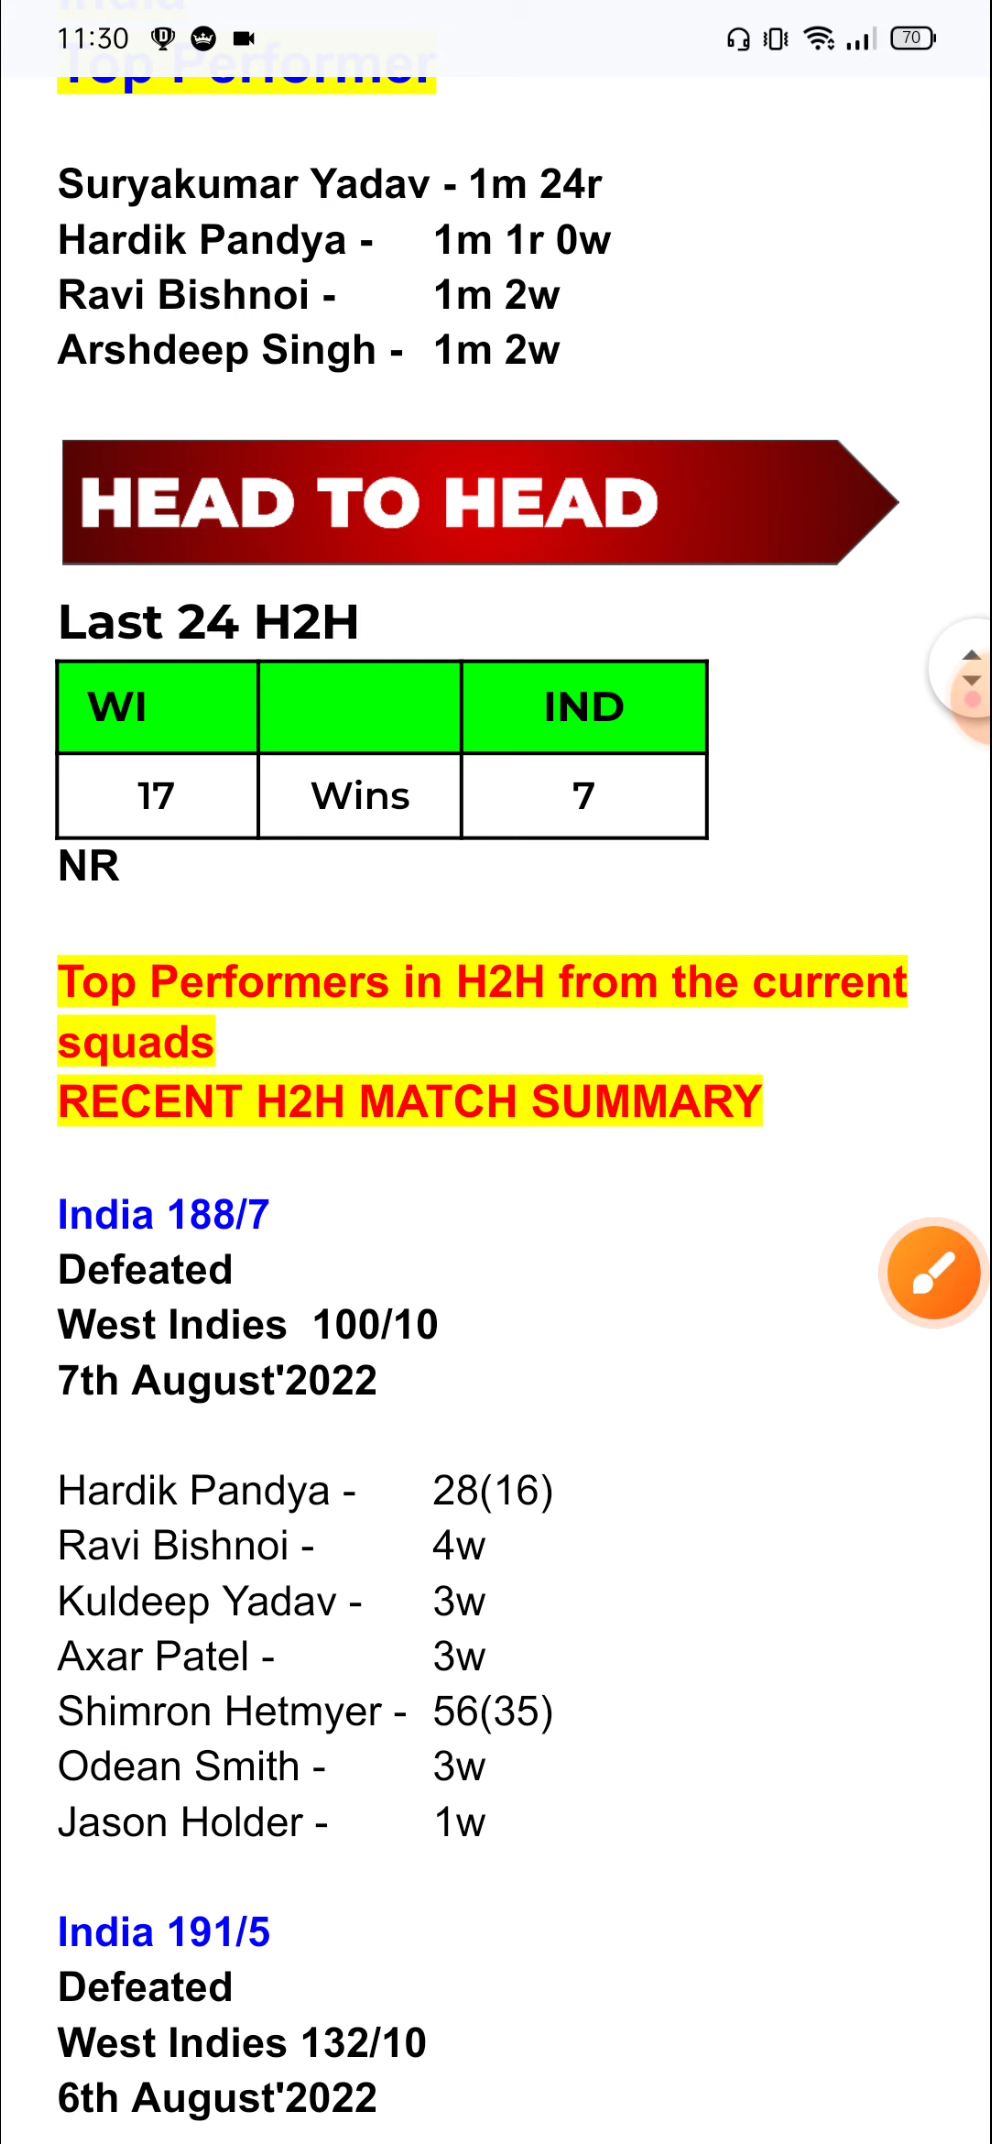 India
11:30
70
Top Performer
Suryakumar Yadav - 1m 24r
Hardik Pandya - 1m 1r 0w
Ravi Bishnoi - 1m 2w
Arshdeep Singh - 1m 2w
HEAD TO HEAD
Last 24 H2H
WI IND
17 Wins 7
NR
Top Performers in H2H from the current
squads
RECENT H2H MATCH SUMMARY
India 188/7
Defeated
West Indies 100/10
7th August'2022
Hardik Pandya - 28(16)
Ravi Bishnoi - 4w
Kuldeep Yadav - 3w
Axar Patel - 3w
Shimron Hetmyer - 56(35)
Odean Smith - 3w
Jason Holder - 1w
India 191/5
Defeated
West Indies 132/10
6th August'2022